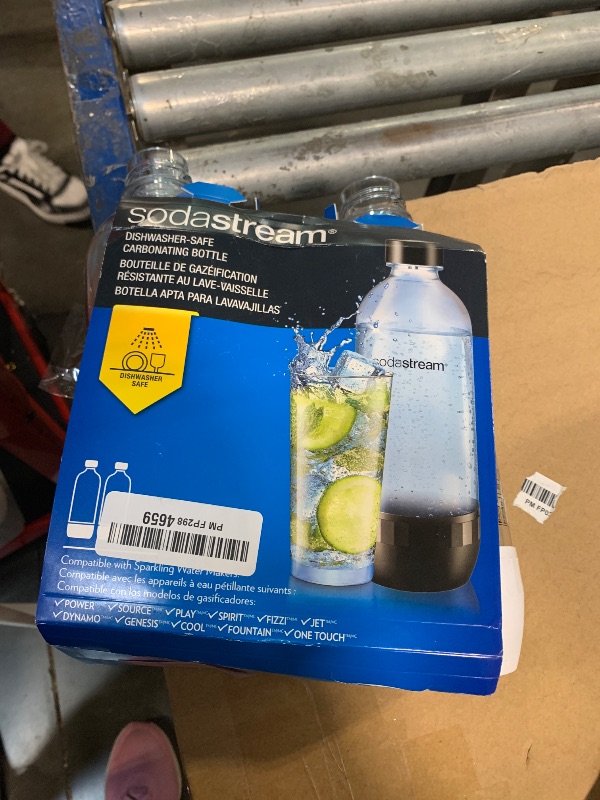 sodastream®
DISHWASHER-SAFE
CARBONATING BOTTLE
BOUTEILLE DE GAZÉIFICATION
RÉSISTANTE AU LAVE-VAISSELLE
BOTELLA APTA PARA LAVAVAJILLAS
DISHWASHER
SAFE
sodastream®
PM FP298 4659
PM FP0
Compatible with Sparkling Water Makers:
Compatible avec les appareils à eau pétillante suivants :
Compatible con los modelos de gasificadores:
✓POWER ✓SOURCE ✓PLAY ✓SPIRIT ✓FIZZI ✓JET
✓DYNAMO ✓GENESIS ✓COOL ✓FOUNTAIN ✓ONE TOUCH